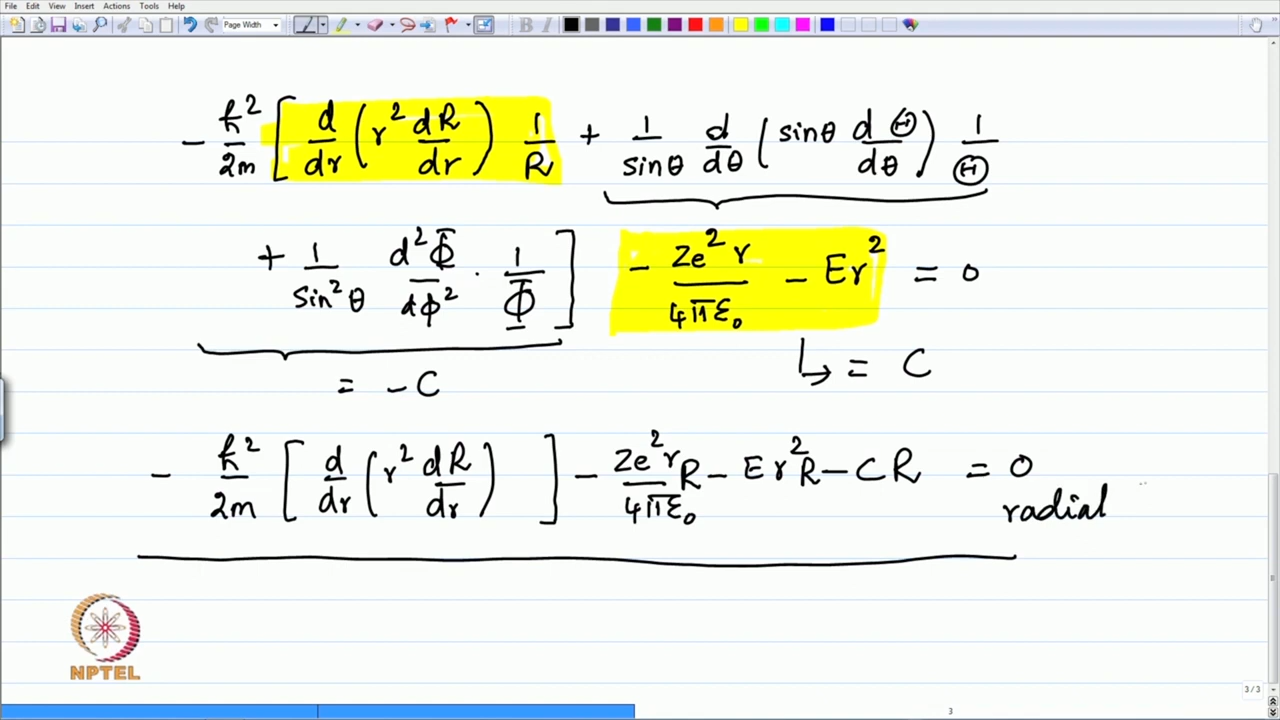 File Edit View Insert Actions Tools Help
Page Width
- ħ²/2m [ d/dr ( r² dR/dr ) 1/R + 1/sinθ d/dθ ( sinθ dΘ/dθ ) 1/Θ
+ 1/sin²θ d²Φ/dφ² · 1/Φ ] - Ze²r/4πε₀ - Er² = 0
= -C
↳ = C
- ħ²/2m [ d/dr ( r² dR/dr ) ] - Ze²r/4πε₀ R - Er²R - CR = 0
radial
NPTEL
3/3
3